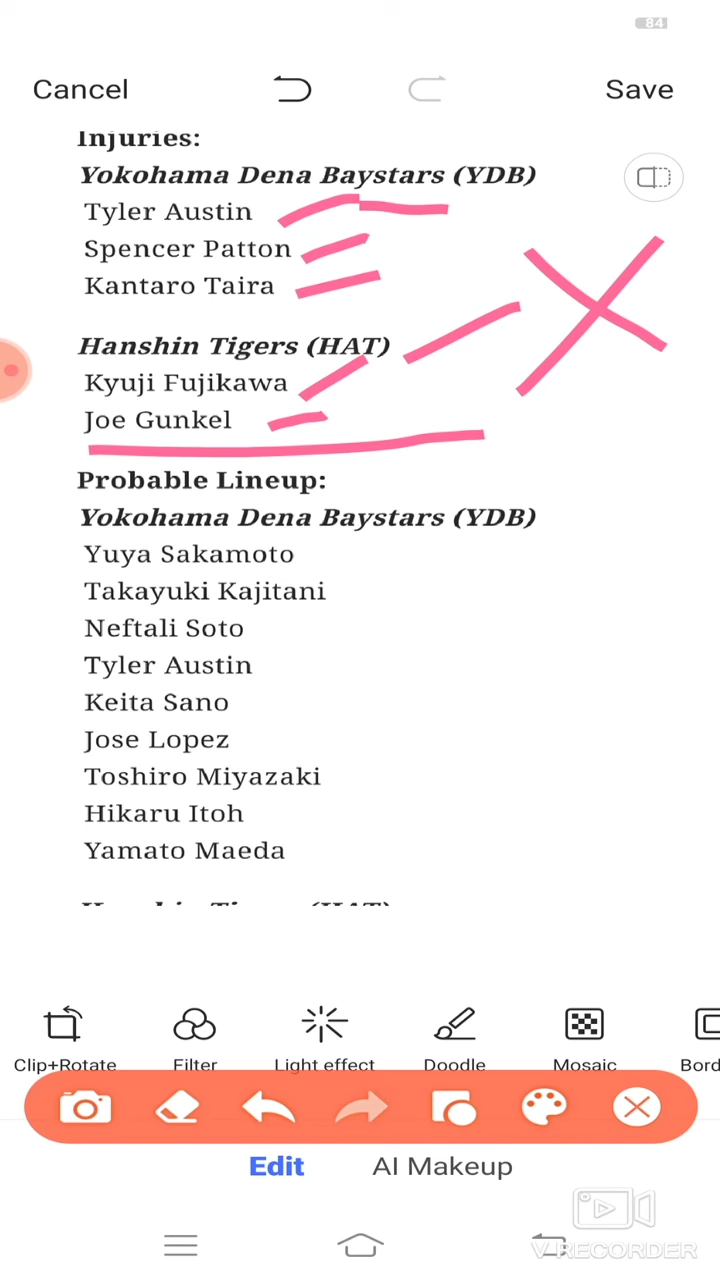 84
Cancel
Save
Injuries:
Yokohama Dena Baystars (YDB)
Tyler Austin
Spencer Patton
Kantaro Taira
Hanshin Tigers (HAT)
Kyuji Fujikawa
Joe Gunkel
Probable Lineup:
Yokohama Dena Baystars (YDB)
Yuya Sakamoto
Takayuki Kajitani
Neftali Soto
Tyler Austin
Keita Sano
Jose Lopez
Toshiro Miyazaki
Hikaru Itoh
Yamato Maeda
Clip+Rotate Filter Light effect Doodle Mosaic Bord
Edit AI Makeup
V RECORDER